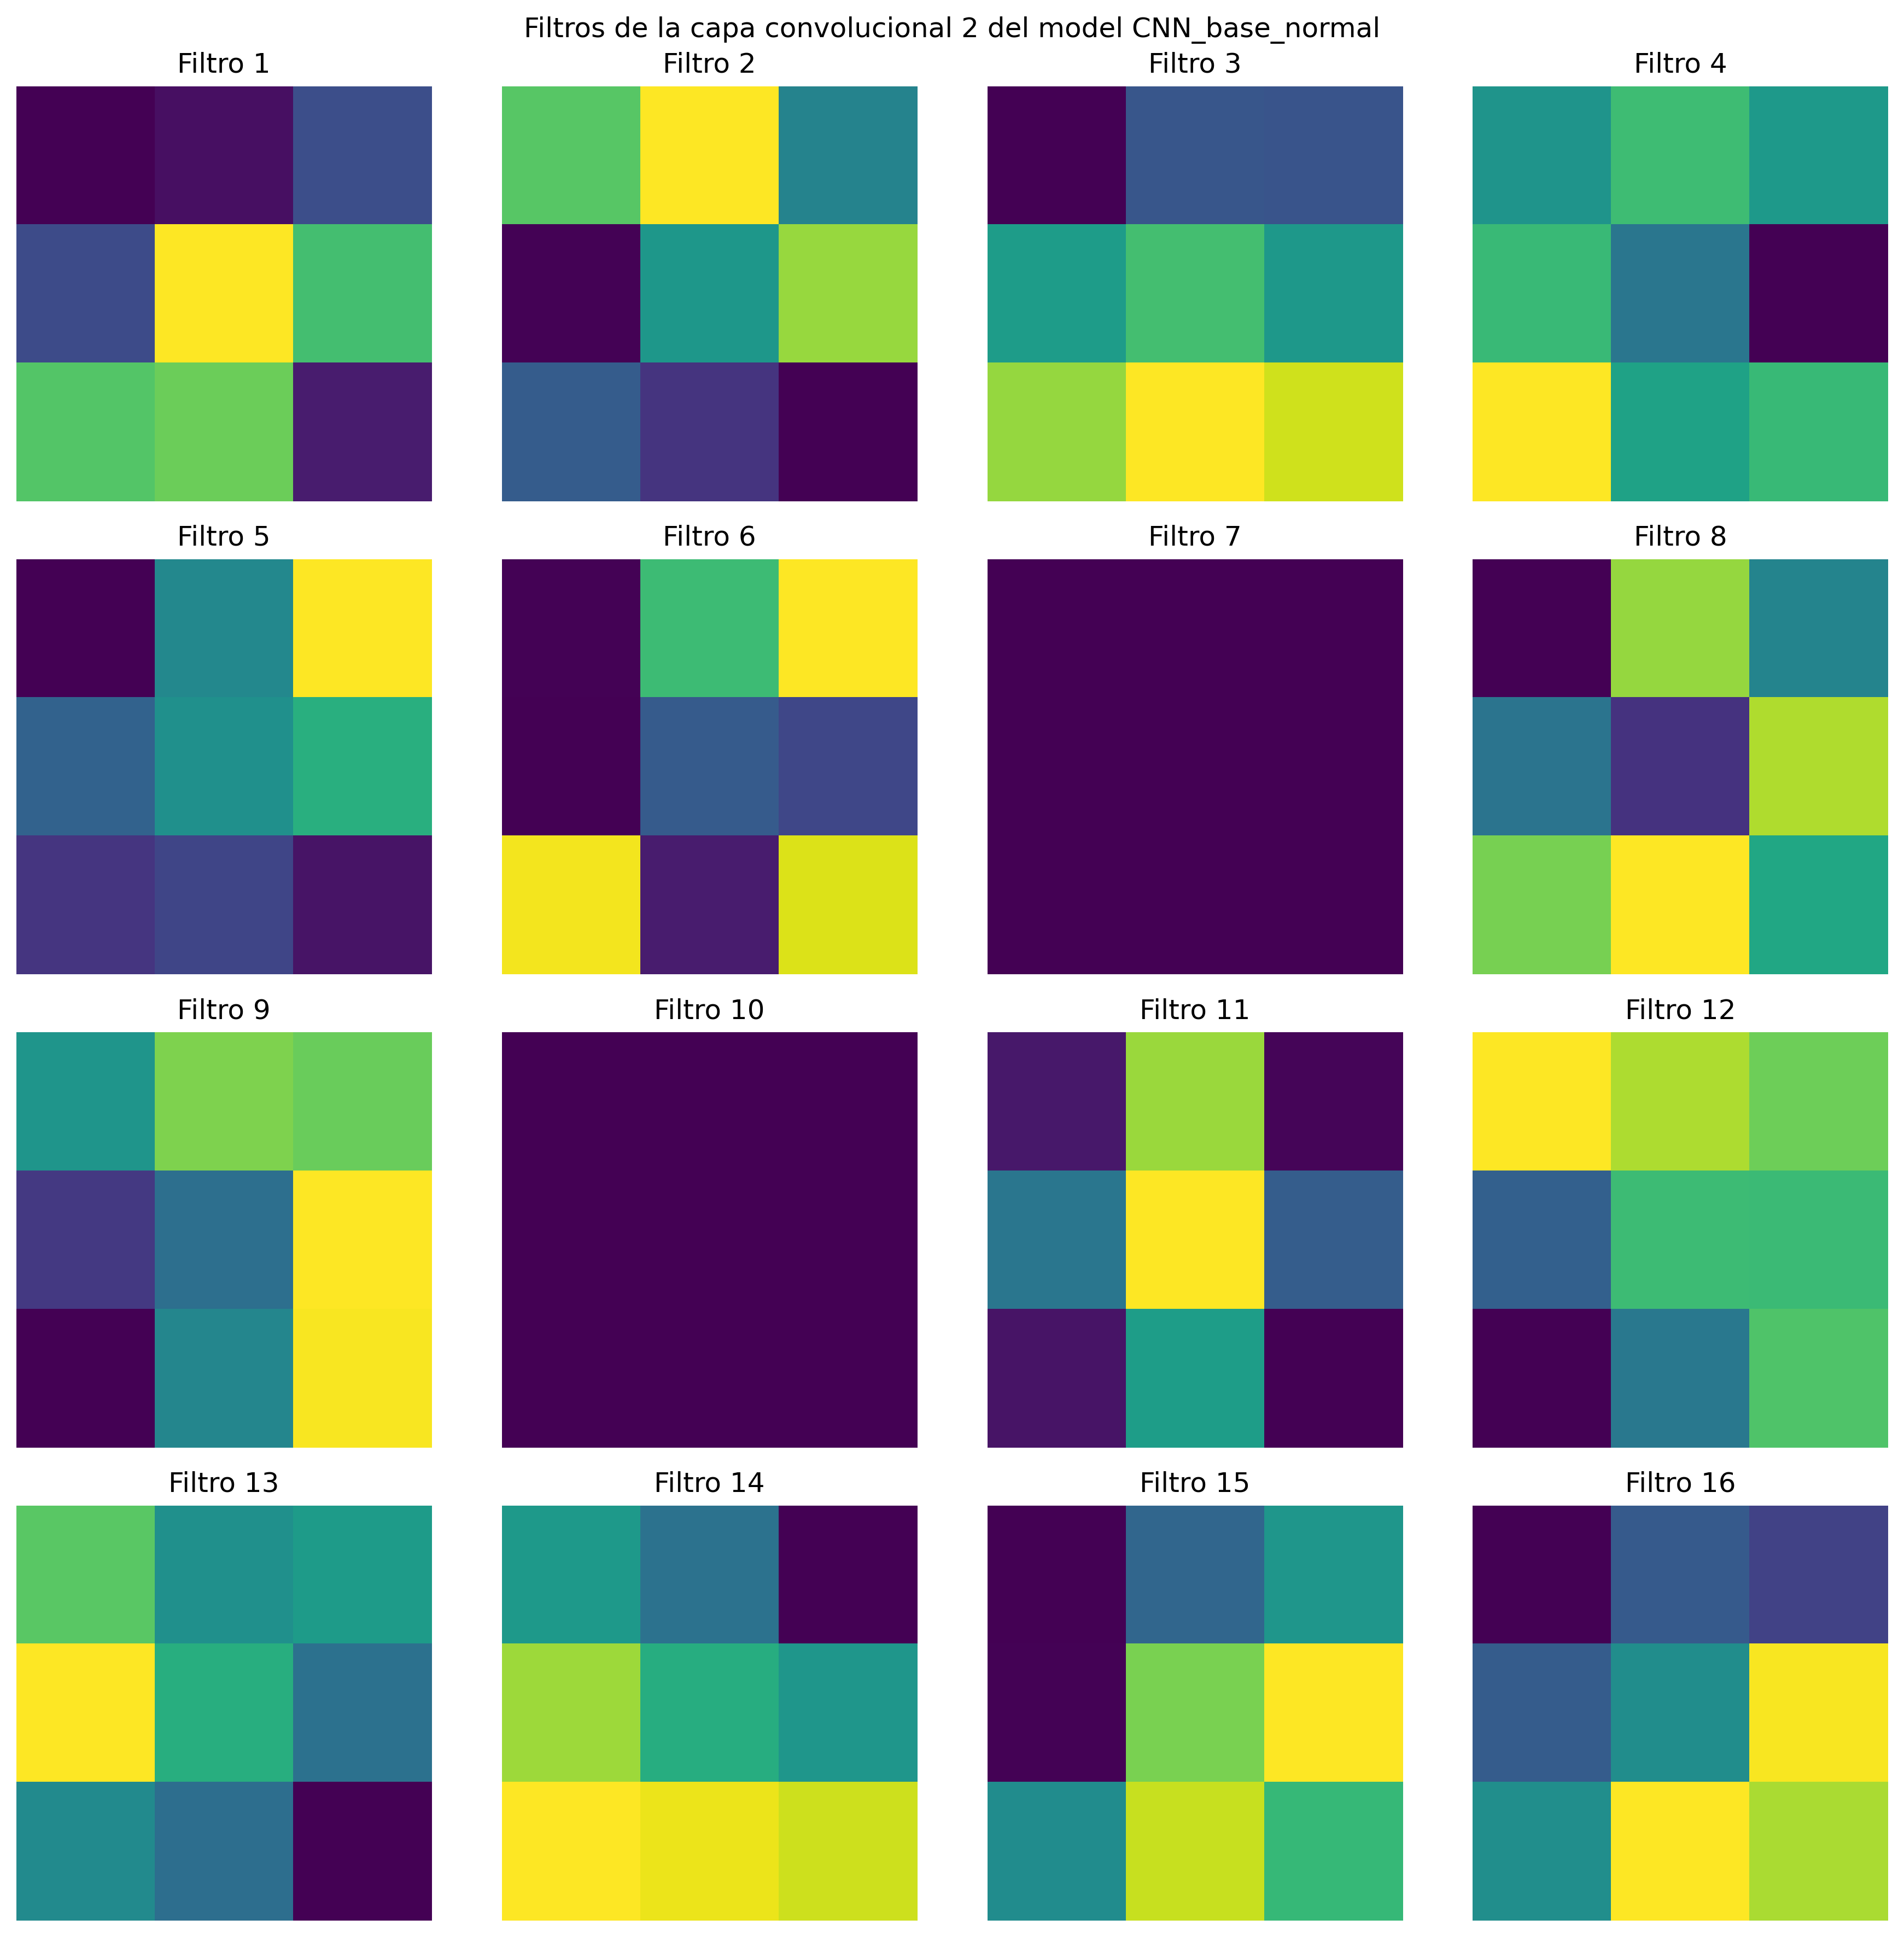 Filtros de la capa convolucional 2 del model CNN_base_normal
Filtro 1
Filtro 2
Filtro 3
Filtro 4
Filtro 5
Filtro 6
Filtro 7
Filtro 8
Filtro 9
Filtro 10
Filtro 11
Filtro 12
Filtro 13
Filtro 14
Filtro 15
Filtro 16